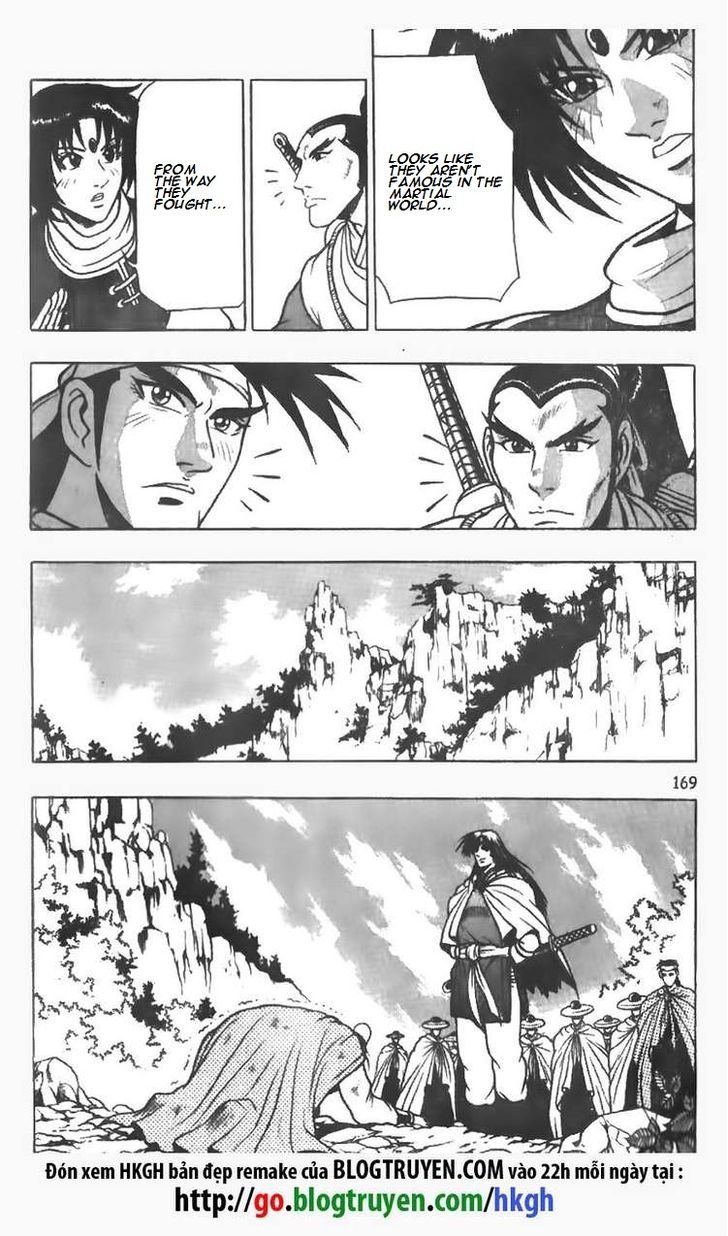 FROM
THE WAY
THEY
FOUGHT...
LOOKS LIKE
THEY AREN'T
FAMOUS IN THE
MARTIAL
WORLD...
169
Đón xem HKGH bản đẹp remake của BLOGTRUYEN.COM vào 22h mỗi ngày tại :
http://go.blogtruyen.com/hkgh